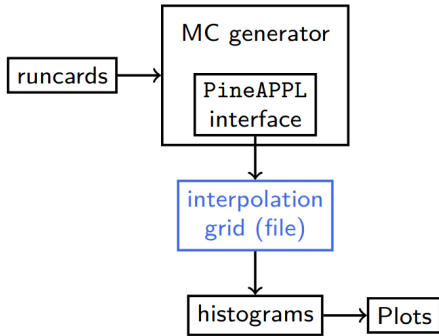 MC generator
runcards
PineAPPL
interface
interpolation
grid (file)
histograms
Plots